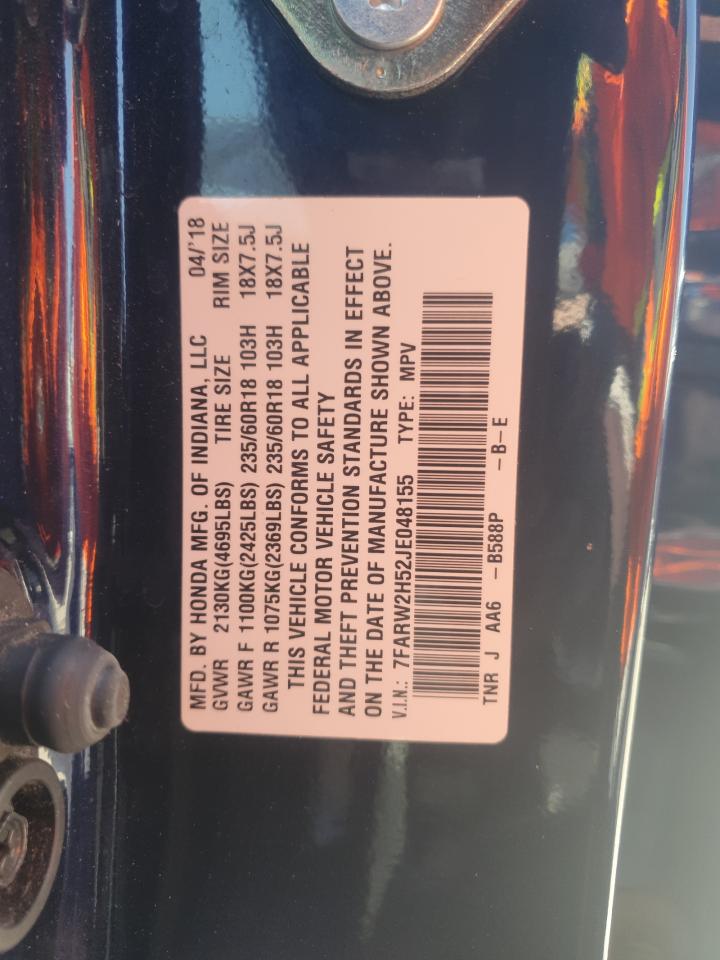 MFD. BY HONDA MFG. OF INDIANA, LLC 04/'18
GVWR 2130KG(4695LBS) TIRE SIZE RIM SIZE
GAWR F 1100KG(2425LBS) 235/60R18 103H 18X7.5J
GAWR R 1075KG(2369LBS) 235/60R18 103H 18X7.5J
THIS VEHICLE CONFORMS TO ALL APPLICABLE
FEDERAL MOTOR VEHICLE SAFETY
AND THEFT PREVENTION STANDARDS IN EFFECT
ON THE DATE OF MANUFACTURE SHOWN ABOVE.
V.I.N.: 7FARW2H52JE048155 TYPE: MPV
TNR J AA6 -B588P -B-E